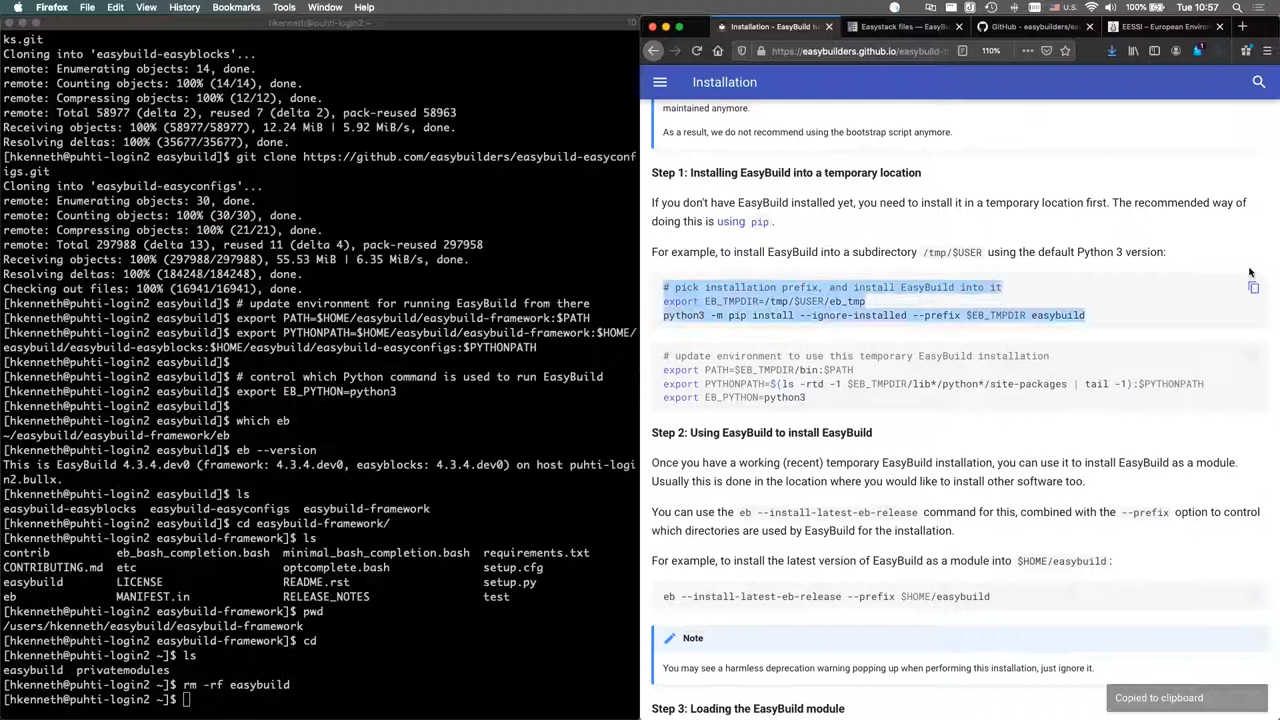 Firefox File Edit View History Bookmarks Tools Window Help
100% Tue 10:57
hkenneth@puhti-login2:~
ks.git
Cloning into 'easybuild-easyblocks'...
remote: Enumerating objects: 14, done.
remote: Counting objects: 100% (14/14), done.
remote: Compressing objects: 100% (12/12), done.
remote: Total 58977 (delta 2), reused 7 (delta 2), pack-reused 58963
Receiving objects: 100% (58977/58977), 12.24 MiB | 5.92 MiB/s, done.
Resolving deltas: 100% (35677/35677), done.
[hkenneth@puhti-login2 easybuild]$ git clone https://github.com/easybuilders/easybuild-easyconf
igs.git
Cloning into 'easybuild-easyconfigs'...
remote: Enumerating objects: 30, done.
remote: Counting objects: 100% (30/30), done.
remote: Compressing objects: 100% (21/21), done.
remote: Total 297988 (delta 13), reused 11 (delta 4), pack-reused 297958
Receiving objects: 100% (297988/297988), 55.53 MiB | 6.35 MiB/s, done.
Resolving deltas: 100% (184248/184248), done.
Checking out files: 100% (16941/16941), done.
[hkenneth@puhti-login2 easybuild]$ # update environment for running EasyBuild from there
[hkenneth@puhti-login2 easybuild]$ export PATH=$HOME/easybuild/easybuild-framework:$PATH
[hkenneth@puhti-login2 easybuild]$ export PYTHONPATH=$HOME/easybuild/easybuild-framework:$HOME/
easybuild/easybuild-easyblocks:$HOME/easybuild/easybuild-easyconfigs:$PYTHONPATH
[hkenneth@puhti-login2 easybuild]$
[hkenneth@puhti-login2 easybuild]$ # control which Python command is used to run EasyBuild
[hkenneth@puhti-login2 easybuild]$ export EB_PYTHON=python3
[hkenneth@puhti-login2 easybuild]$
[hkenneth@puhti-login2 easybuild]$ which eb
~/easybuild/easybuild-framework/eb
[hkenneth@puhti-login2 easybuild]$ eb --version
This is EasyBuild 4.3.4.dev0 (framework: 4.3.4.dev0, easyblocks: 4.3.4.dev0) on host puhti-logi
n2.bullx.
[hkenneth@puhti-login2 easybuild]$ ls
easybuild-easyblocks easybuild-easyconfigs easybuild-framework
[hkenneth@puhti-login2 easybuild]$ cd easybuild-framework/
[hkenneth@puhti-login2 easybuild-framework]$ ls
contrib eb_bash_completion.bash minimal_bash_completion.bash requirements.txt
CONTRIBUTING.md etc optcomplete.bash setup.cfg
easybuild LICENSE README.rst setup.py
eb MANIFEST.in RELEASE_NOTES test
[hkenneth@puhti-login2 easybuild-framework]$ pwd
/users/hkenneth/easybuild/easybuild-framework
[hkenneth@puhti-login2 easybuild-framework]$ cd
[hkenneth@puhti-login2 ~]$ ls
easybuild privatemodules
[hkenneth@puhti-login2 ~]$ rm -rf easybuild
[hkenneth@puhti-login2 ~]$
Installation - EasyBuild tu Easystack files — EasyBu GitHub - easybuilders/e EESSI – European Enviro
https://easybuilders.github.io/easybuild-t 110%
Installation
maintained anymore.
As a result, we do not recommend using the bootstrap script anymore.
Step 1: Installing EasyBuild into a temporary location
If you don't have EasyBuild installed yet, you need to install it in a temporary location first. The recommended way of
doing this is using pip .
For example, to install EasyBuild into a subdirectory /tmp/$USER using the default Python 3 version:
# pick installation prefix, and install EasyBuild into it
export EB_TMPDIR=/tmp/$USER/eb_tmp
python3 -m pip install --ignore-installed --prefix $EB_TMPDIR easybuild
# update environment to use this temporary EasyBuild installation
export PATH=$EB_TMPDIR/bin:$PATH
export PYTHONPATH=$(ls -rtd -1 $EB_TMPDIR/lib*/python*/site-packages | tail -1):$PYTHONPATH
export EB_PYTHON=python3
Step 2: Using EasyBuild to install EasyBuild
Once you have a working (recent) temporary EasyBuild installation, you can use it to install EasyBuild as a module.
Usually this is done in the location where you would like to install other software too.
You can use the eb --install-latest-eb-release command for this, combined with the --prefix option to control
which directories are used by EasyBuild for the installation.
For example, to install the latest version of EasyBuild as a module into $HOME/easybuild :
eb --install-latest-eb-release --prefix $HOME/easybuild
Note
You may see a harmless deprecation warning popping up when performing this installation, just ignore it.
Copied to clipboard
Step 3: Loading the EasyBuild module